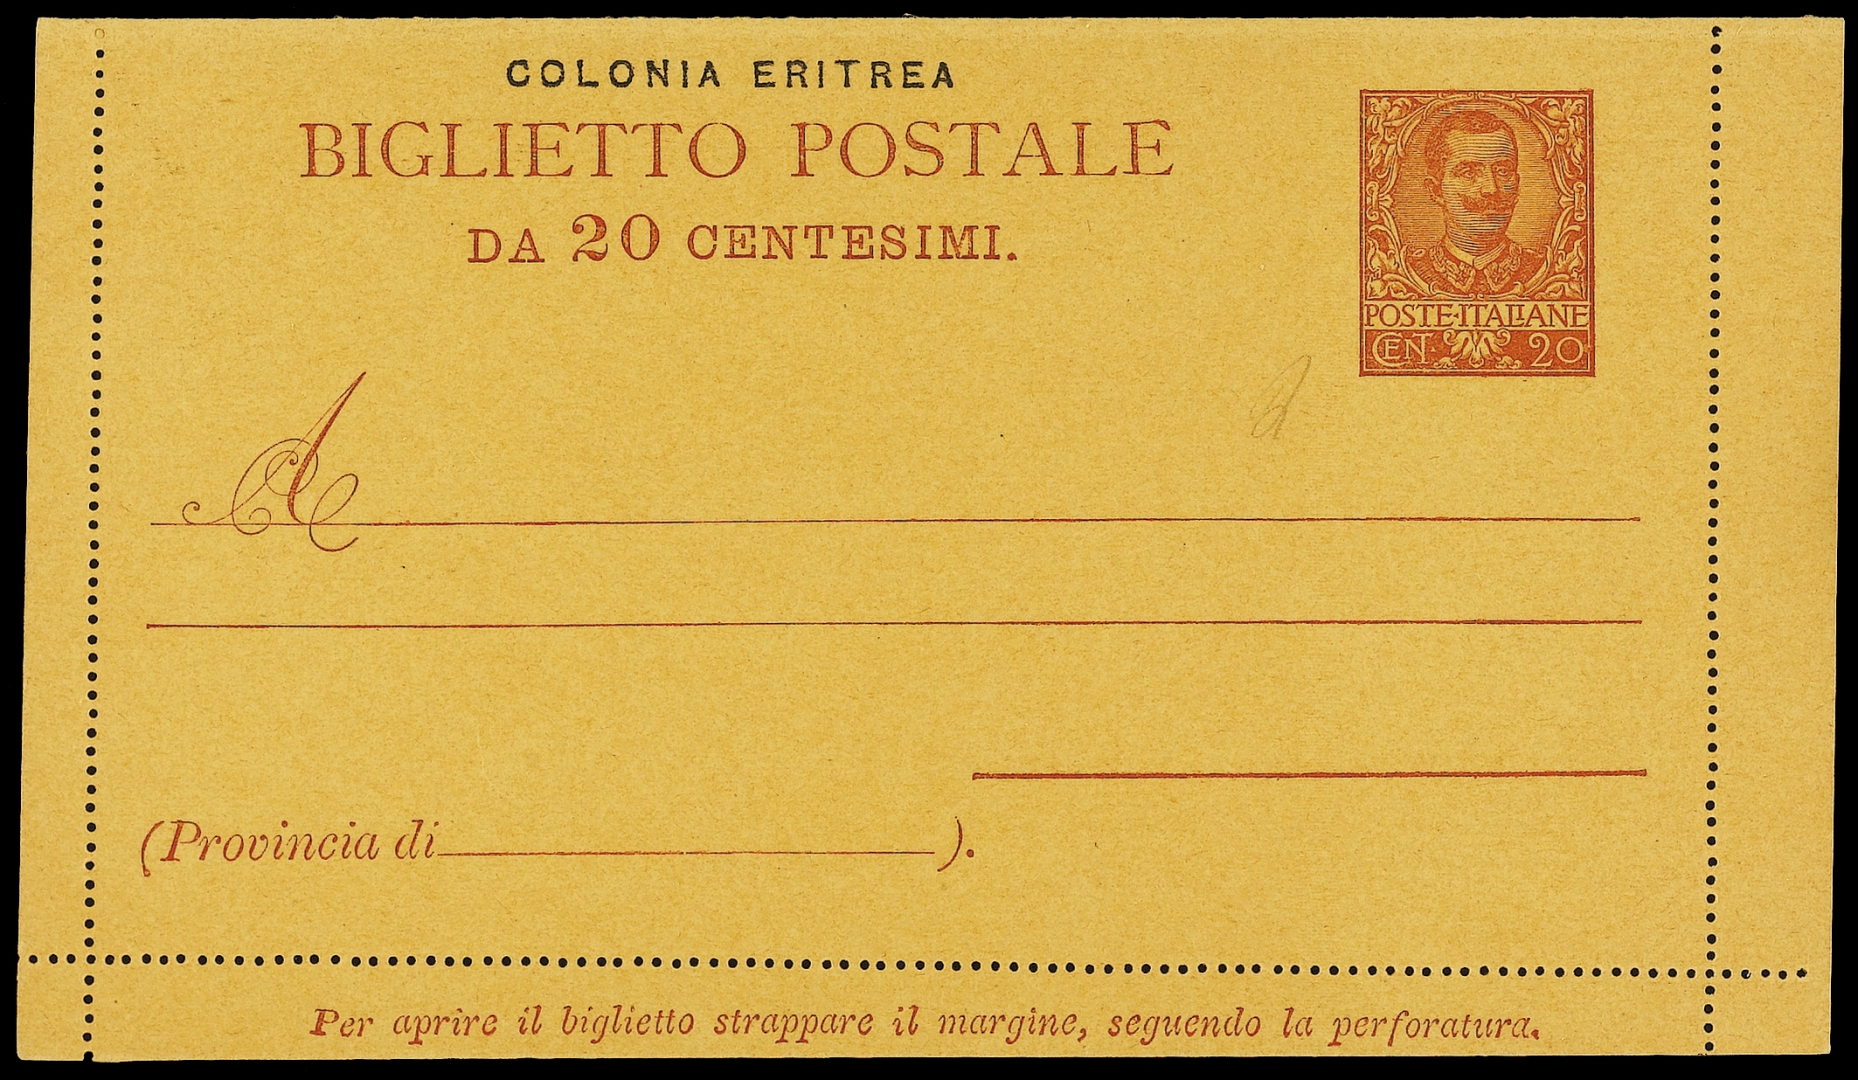 COLONIA ERITREA
BIGLIETTO POSTALE
DA 20 CENTESIMI.
POSTE·ITALIANE
CEN. 20
A
(Provincia di ).
Per aprire il biglietto strappare il margine, seguendo la perforatura.